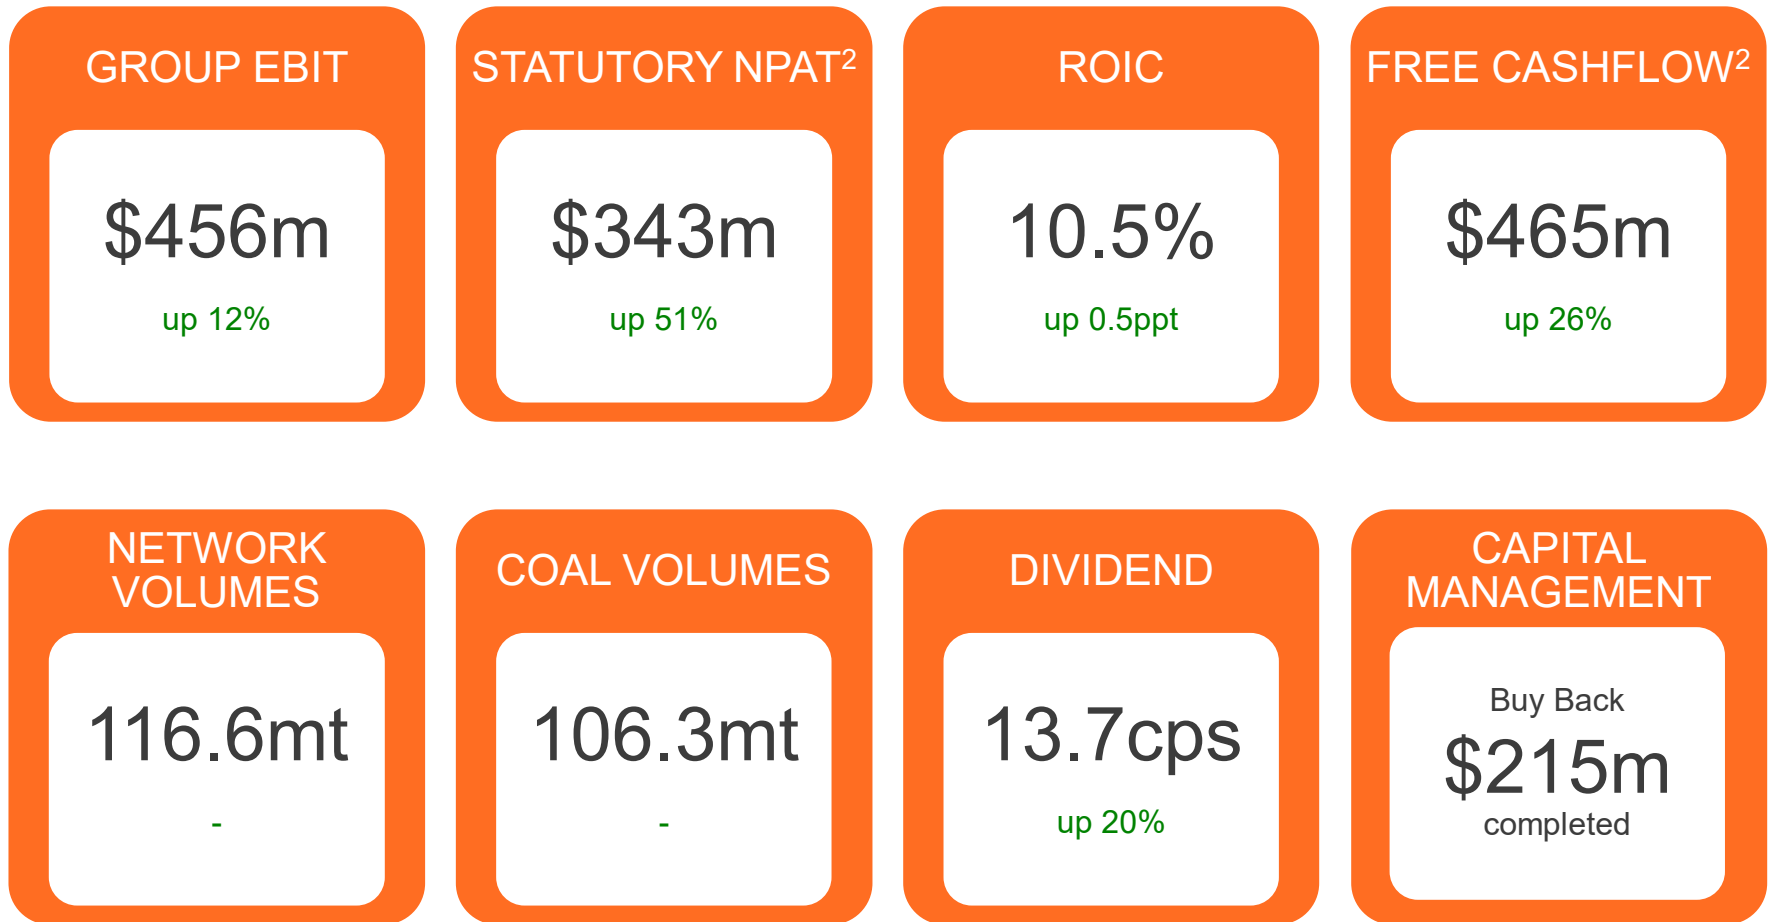 GROUP EBIT
$456m
up 12%
STATUTORY NPAT²
$343m
up 51%
ROIC
10.5%
up 0.5ppt
FREE CASHFLOW²
$465m
up 26%
NETWORK
VOLUMES
116.6mt
-
COAL VOLUMES
106.3mt
-
DIVIDEND
13.7cps
up 20%
CAPITAL
MANAGEMENT
Buy Back
$215m
completed